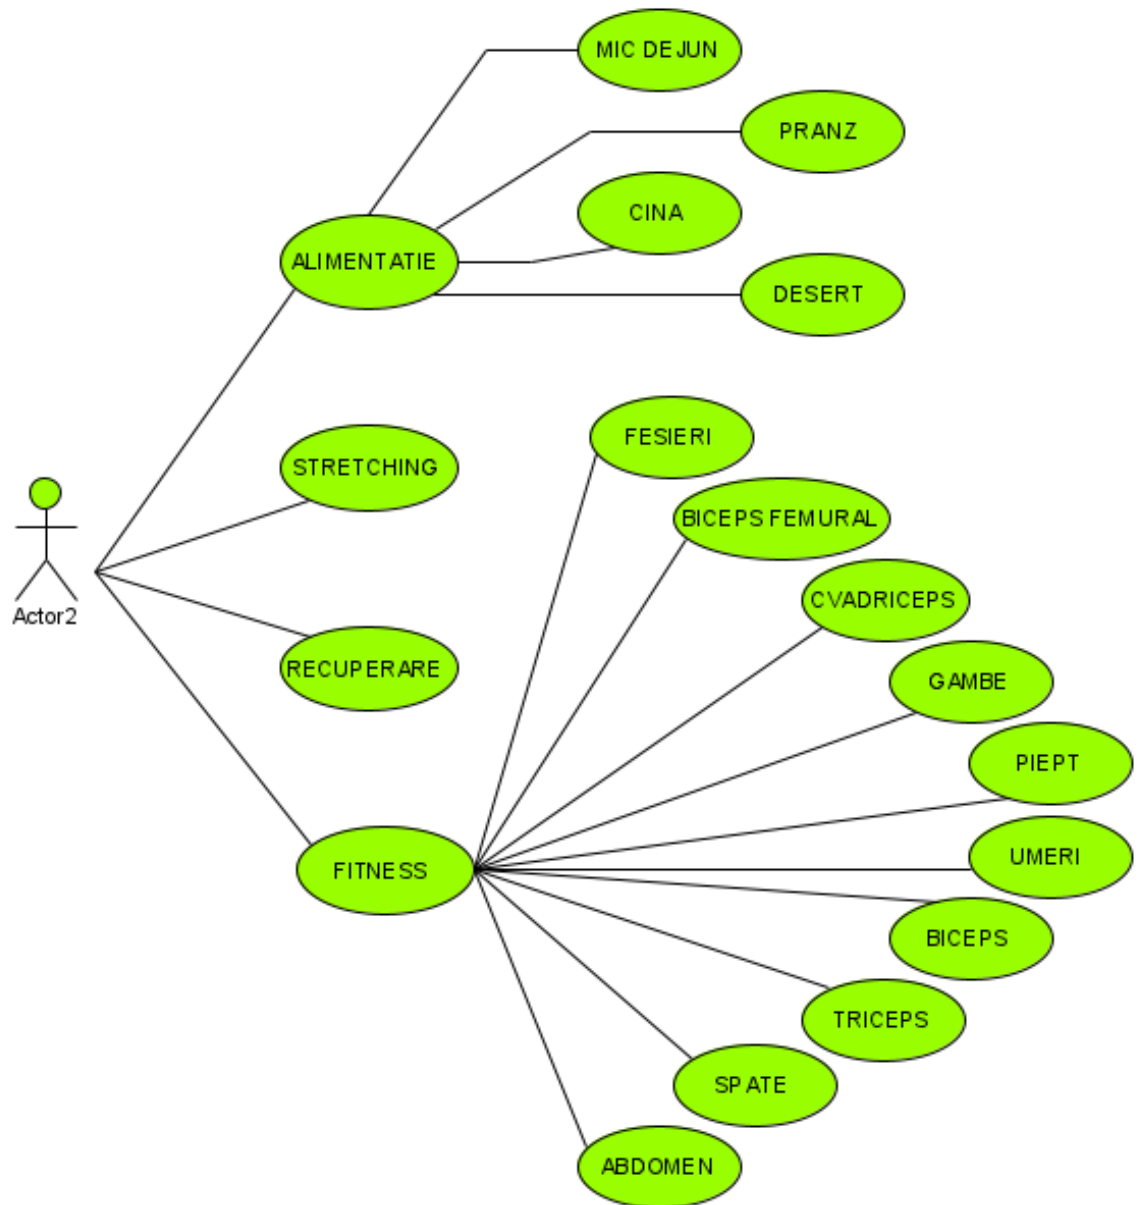 MIC DEJUN
PRANZ
CINA
ALIMENTATIE
DESERT
FESIERI
STRETCHING
BICEPS FEMURAL
CVADRICEPS
Actor2
RECUPERARE
GAMBE
PIEPT
UMERI
FITNESS
BICEPS
TRICEPS
SPATE
ABDOMEN